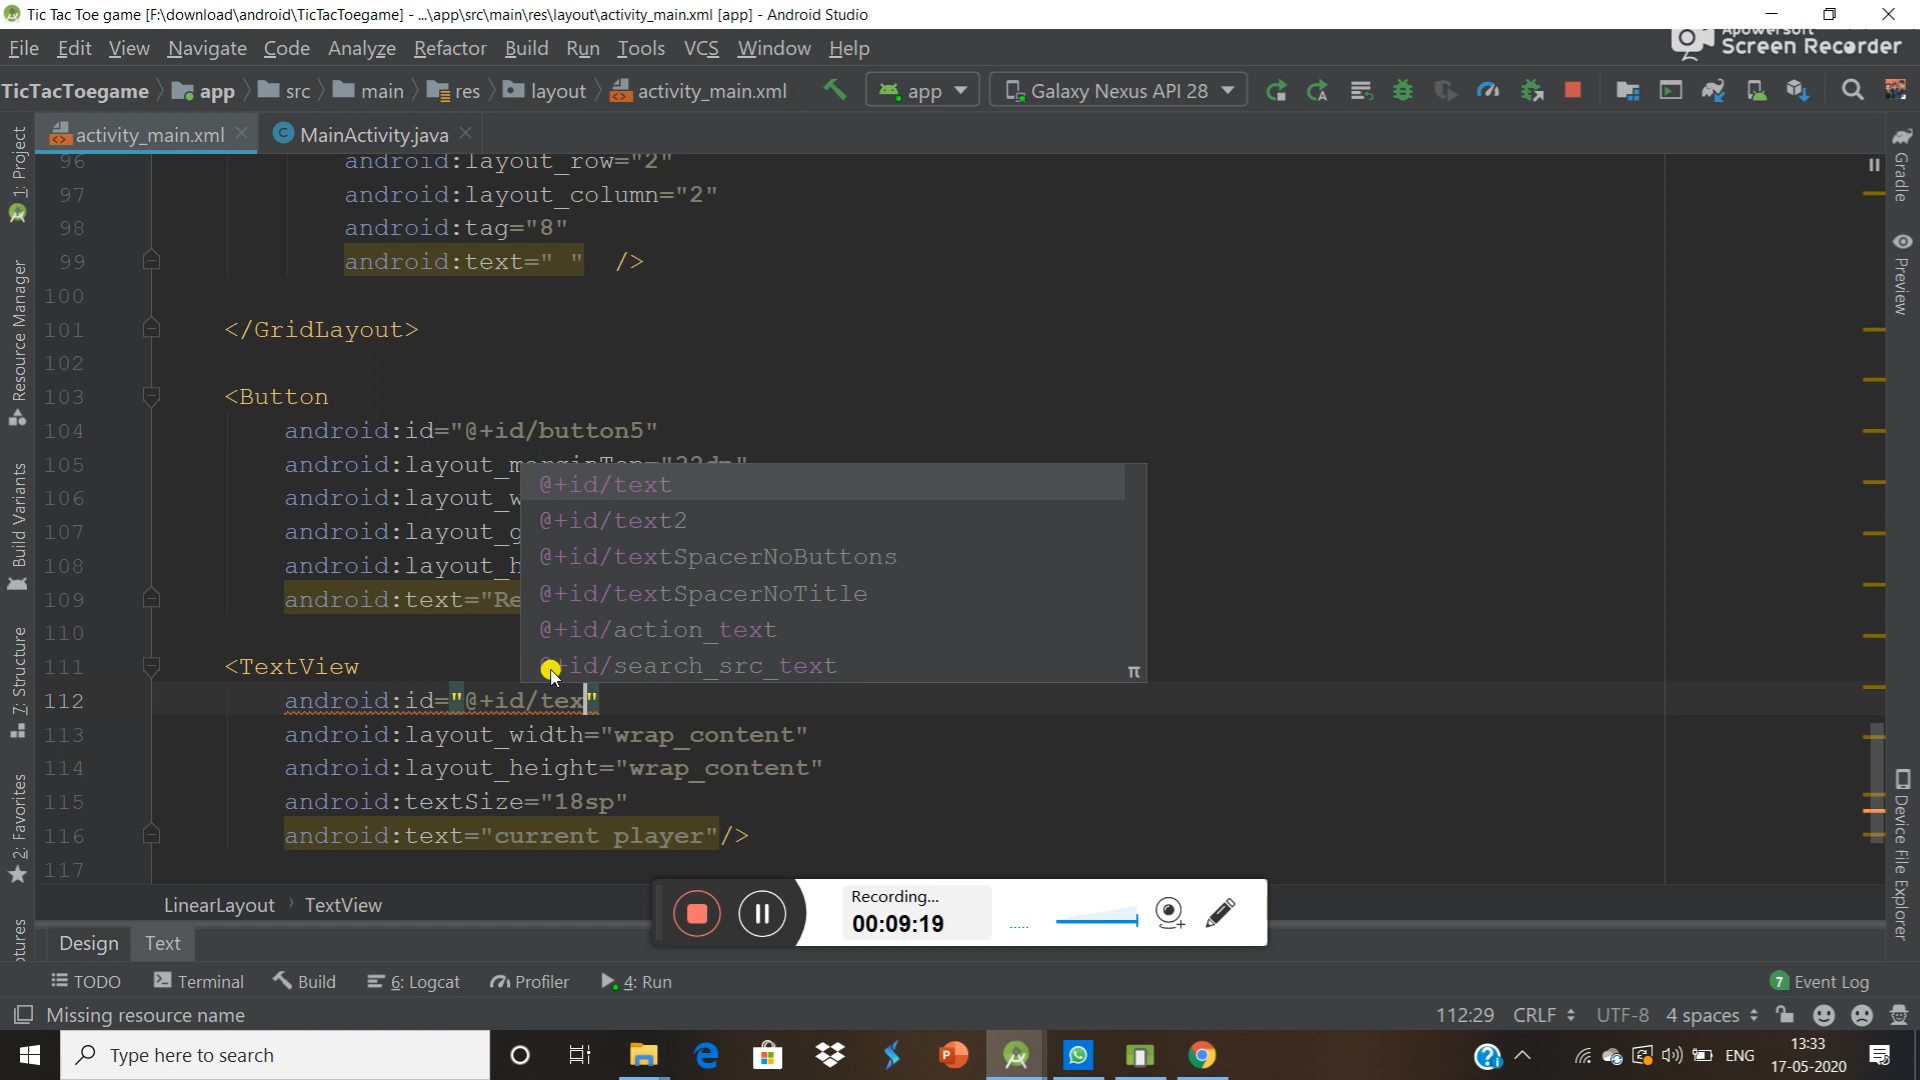 Tic Tac Toe game [F:\download\android\TicTacToegame] - ...\app\src\main\res\layout\activity_main.xml [app] - Android Studio
File Edit View Navigate Code Analyze Refactor Build Run Tools VCS Window Help
Apowersoft
Screen Recorder
TicTacToegame app src main res layout activity_main.xml app Galaxy Nexus API 28
activity_main.xml MainActivity.java
1: Project
Resource Manager
Build Variants
7: Structure
2: Favorites
Gradle
Preview
Device File Explorer
96 android:layout_row="2"
97 android:layout_column="2"
98 android:tag="8"
99 android:text=" " />
100
101 </GridLayout>
102
103 <Button
104 android:id="@+id/button5"
105 android:layout_marginTop="22dp"
106 android:layout_w
107 android:layout_g
108 android:layout_h
109 android:text="Re
110
111 <TextView
112 android:id="@+id/tex"
113 android:layout_width="wrap_content"
114 android:layout_height="wrap_content"
115 android:textSize="18sp"
116 android:text="current player"/>
117
@+id/text
@+id/text2
@+id/textSpacerNoButtons
@+id/textSpacerNoTitle
@+id/action_text
@+id/search_src_text
π
LinearLayout TextView
Recording...
00:09:19
Design Text
TODO Terminal Build 6: Logcat Profiler 4: Run 7 Event Log
Missing resource name 112:29 CRLF UTF-8 4 spaces
Type here to search
ENG
13:33
17-05-2020